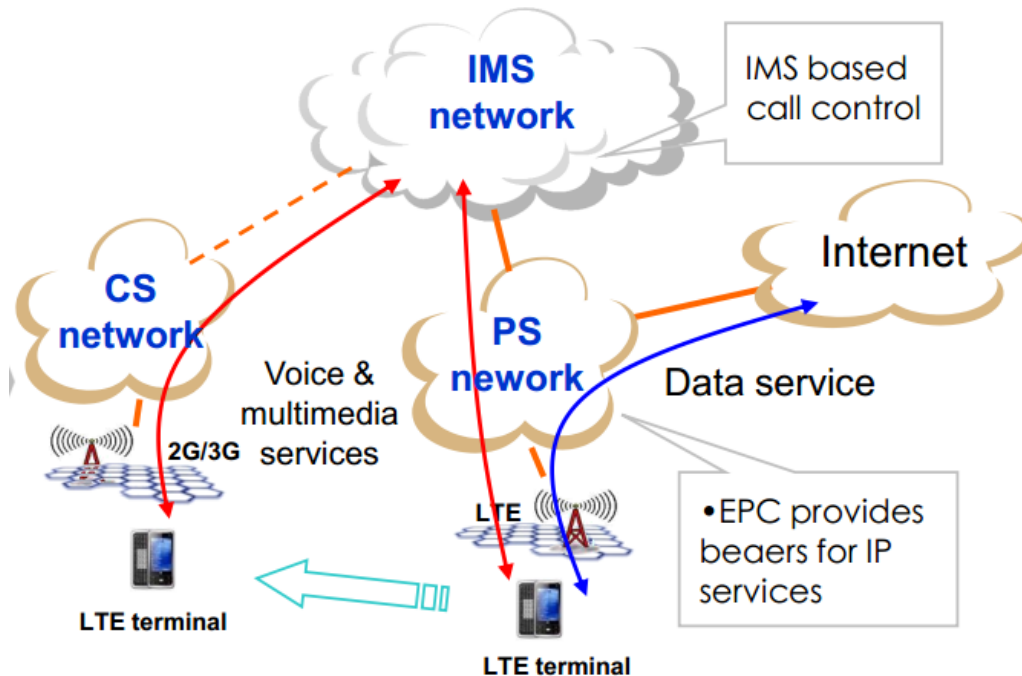 IMS
network
IMS based
call control
Internet
CS
network
PS
nework
Voice &
multimedia
services
Data service
2G/3G
LTE
•EPC provides
beaers for IP
services
LTE terminal
LTE terminal